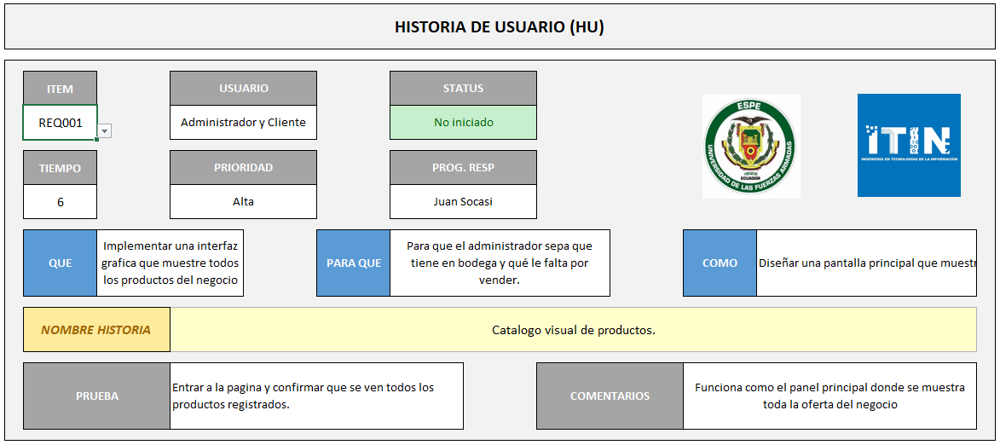 HISTORIA DE USUARIO (HU)
ITEM
USUARIO
STATUS
REQ001
Administrador y Cliente
No iniciado
TIEMPO
PRIORIDAD
PROG. RESP
6
Alta
Juan Socasi
ESPE
UNIVERSIDAD DE LAS FUERZAS ARMADAS
ECUADOR
ITIN
INGENIERÍA EN TECNOLOGÍAS DE LA INFORMACIÓN
QUE
Implementar una interfaz
grafica que muestre todos
los productos del negocio
PARA QUE
Para que el administrador sepa que
tiene en bodega y qué le falta por
vender.
COMO
Diseñar una pantalla principal que muestr
NOMBRE HISTORIA
Catalogo visual de productos.
PRUEBA
Entrar a la pagina y confirmar que se ven todos los
productos registrados.
COMENTARIOS
Funciona como el panel principal donde se muestra
toda la oferta del negocio